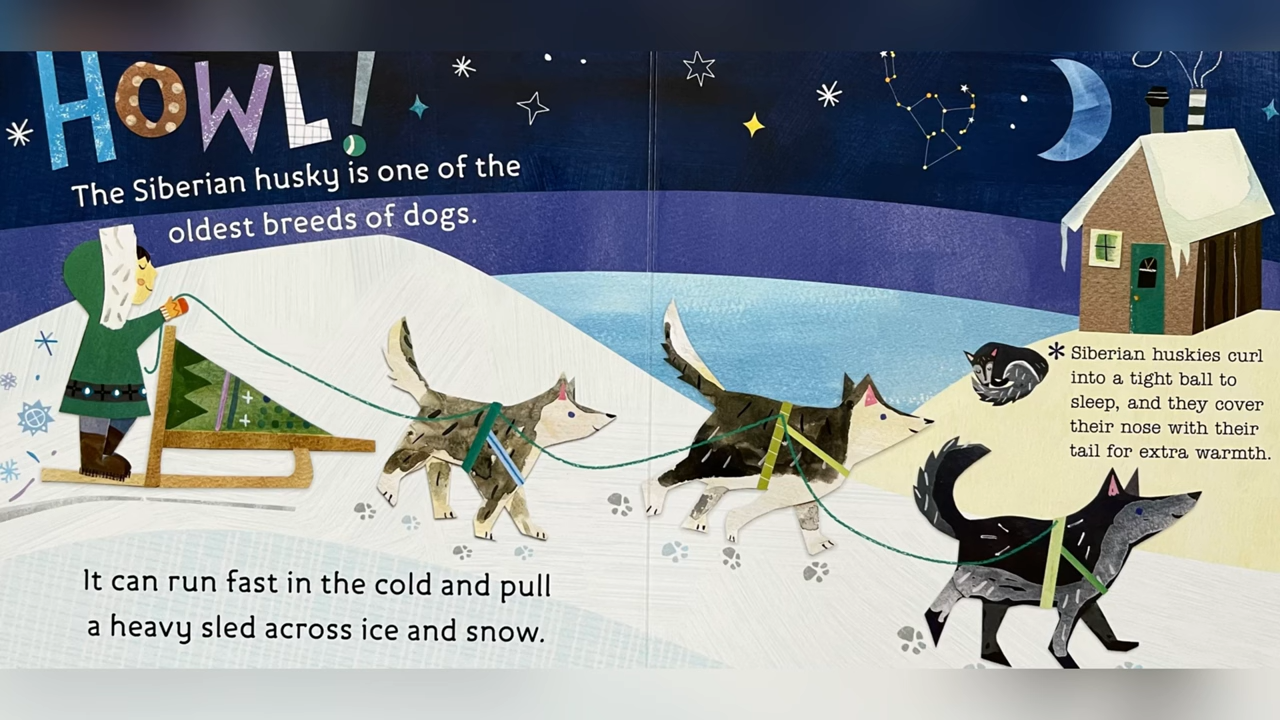 HOWL!
The Siberian husky is one of the
oldest breeds of dogs.
* Siberian huskies curl
into a tight ball to
sleep, and they cover
their nose with their
tail for extra warmth.
It can run fast in the cold and pull
a heavy sled across ice and snow.